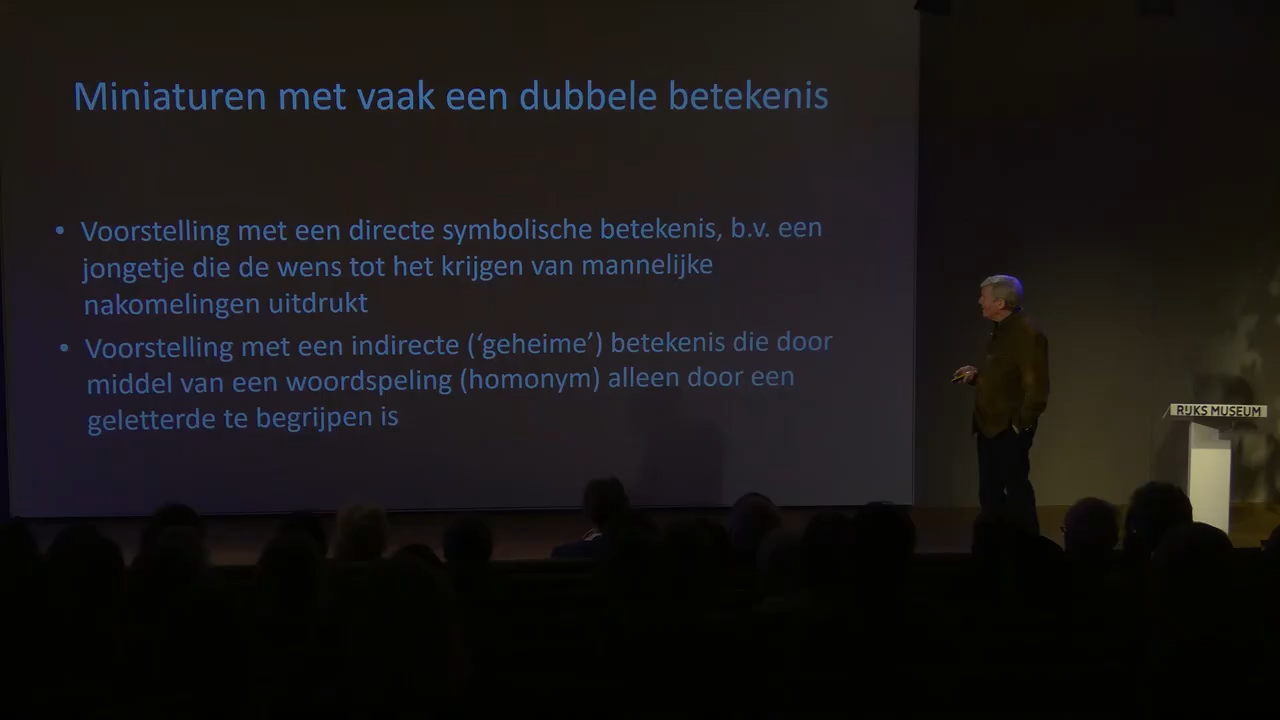 Miniaturen met vaak een dubbele betekenis
• Voorstelling met een directe symbolische betekenis, b.v. een
jongetje die de wens tot het krijgen van mannelijke
nakomelingen uitdrukt
• Voorstelling met een indirecte (‘geheime’) betekenis die door
middel van een woordspeling (homonym) alleen door een
geletterde te begrijpen is
RIJKS MUSEUM